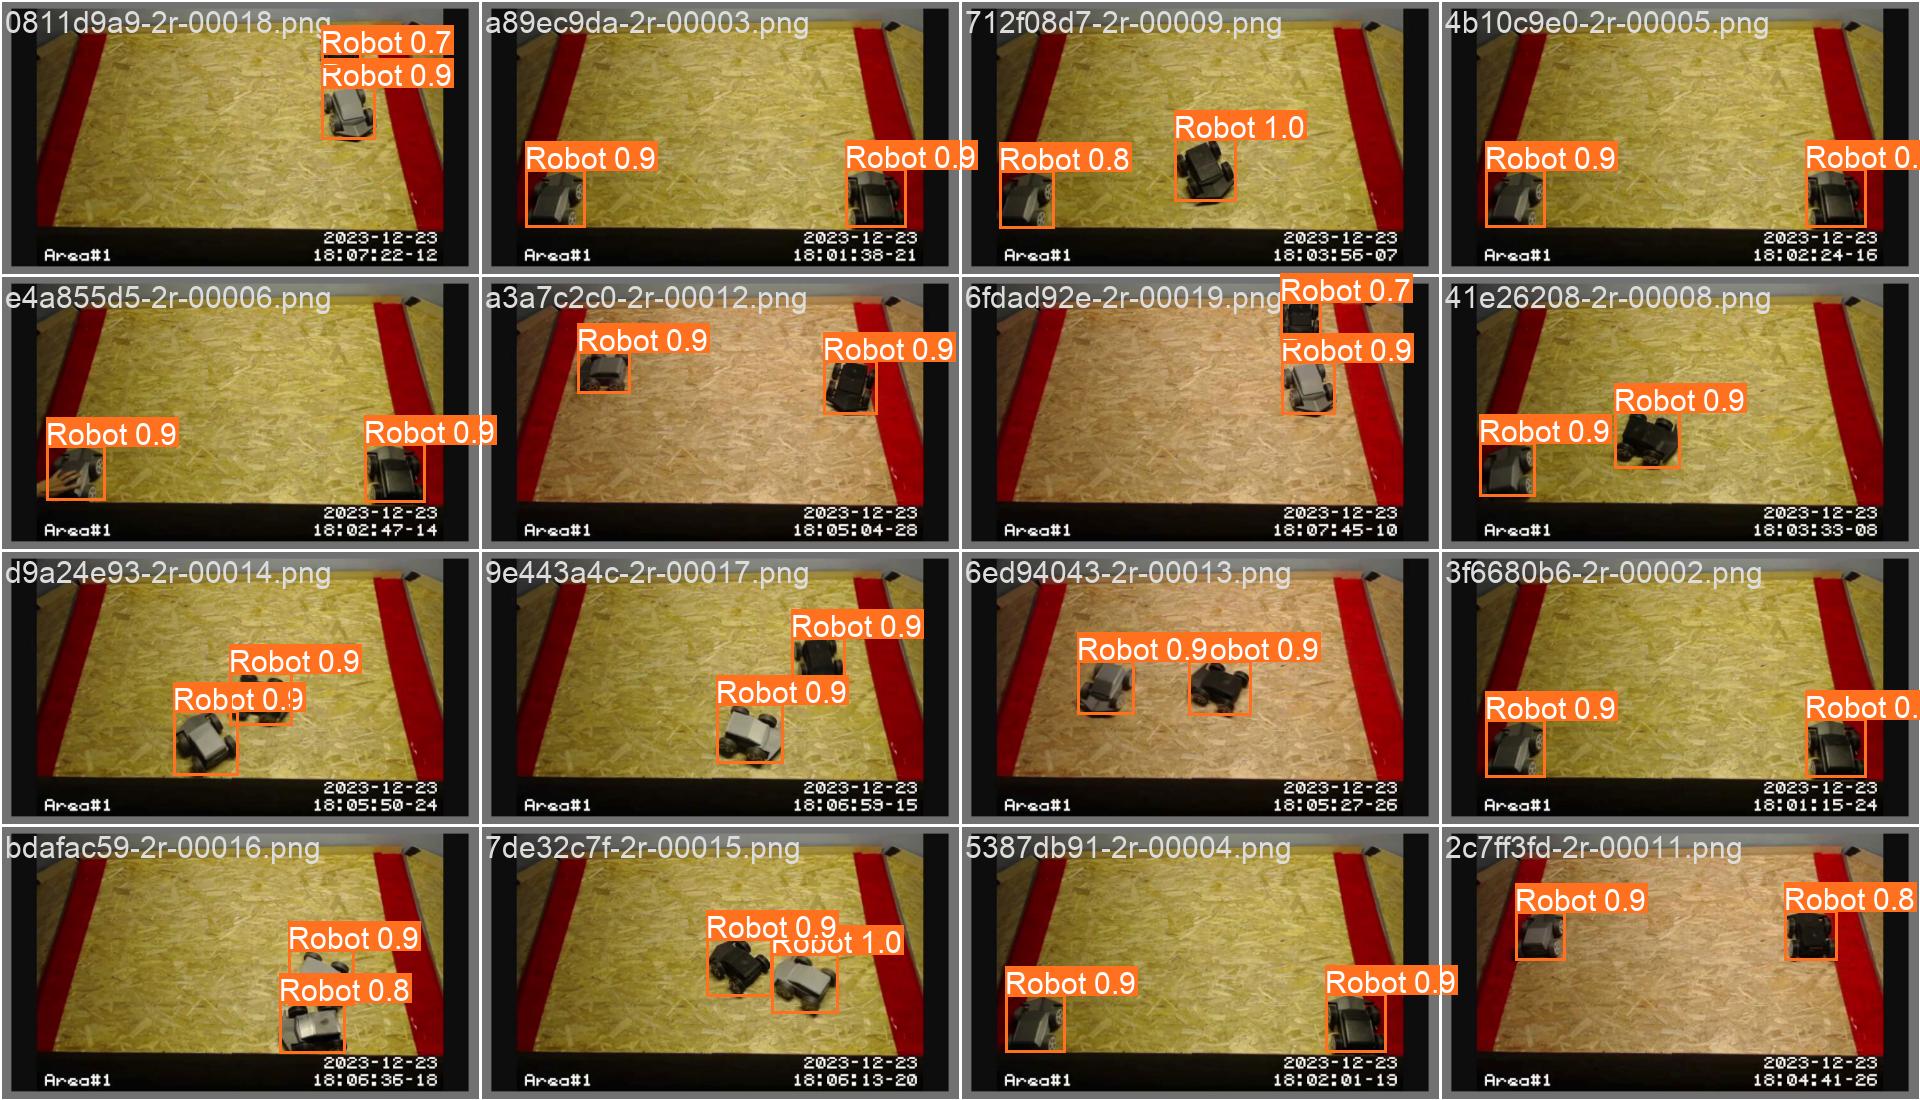 0811d9a9-2r-00018.png
Robot 0.7
Robot 0.9
Area#1
2023-12-23
18:07:22-12
a89ec9da-2r-00003.png
Robot 0.9
Robot 0.9
Area#1
2023-12-23
18:01:38-21
712f08d7-2r-00009.png
Robot 1.0
Robot 0.8
Area#1
2023-12-23
18:03:56-07
4b10c9e0-2r-00005.png
Robot 0.9
Robot 0.
Area#1
2023-12-23
18:02:24-16
e4a855d5-2r-00006.png
Robot 0.9
Robot 0.9
Area#1
2023-12-23
18:02:47-14
a3a7c2c0-2r-00012.png
Robot 0.9
Robot 0.9
Area#1
2023-12-23
18:05:04-28
6fdad92e-2r-00019.png
Robot 0.7
Robot 0.9
Area#1
2023-12-23
18:07:45-10
41e26208-2r-00008.png
Robot 0.9
Robot 0.9
Area#1
2023-12-23
18:03:33-08
d9a24e93-2r-00014.png
Robot 0.9
Robot 0.9
Area#1
2023-12-23
18:05:50-24
9e443a4c-2r-00017.png
Robot 0.9
Robot 0.9
Area#1
2023-12-23
18:06:59-15
6ed94043-2r-00013.png
Robot 0.9
obot 0.9
Area#1
2023-12-23
18:05:27-26
3f6680b6-2r-00002.png
Robot 0.9
Robot 0.
Area#1
2023-12-23
18:01:15-24
bdafac59-2r-00016.png
Robot 0.9
Robot 0.8
Area#1
2023-12-23
18:06:36-18
7de32c7f-2r-00015.png
Robot 0.9
Robot 1.0
Area#1
2023-12-23
18:06:13-20
5387db91-2r-00004.png
Robot 0.9
Robot 0.9
Area#1
2023-12-23
18:02:01-19
2c7ff3fd-2r-00011.png
Robot 0.9
Robot 0.8
Area#1
2023-12-23
18:04:41-26